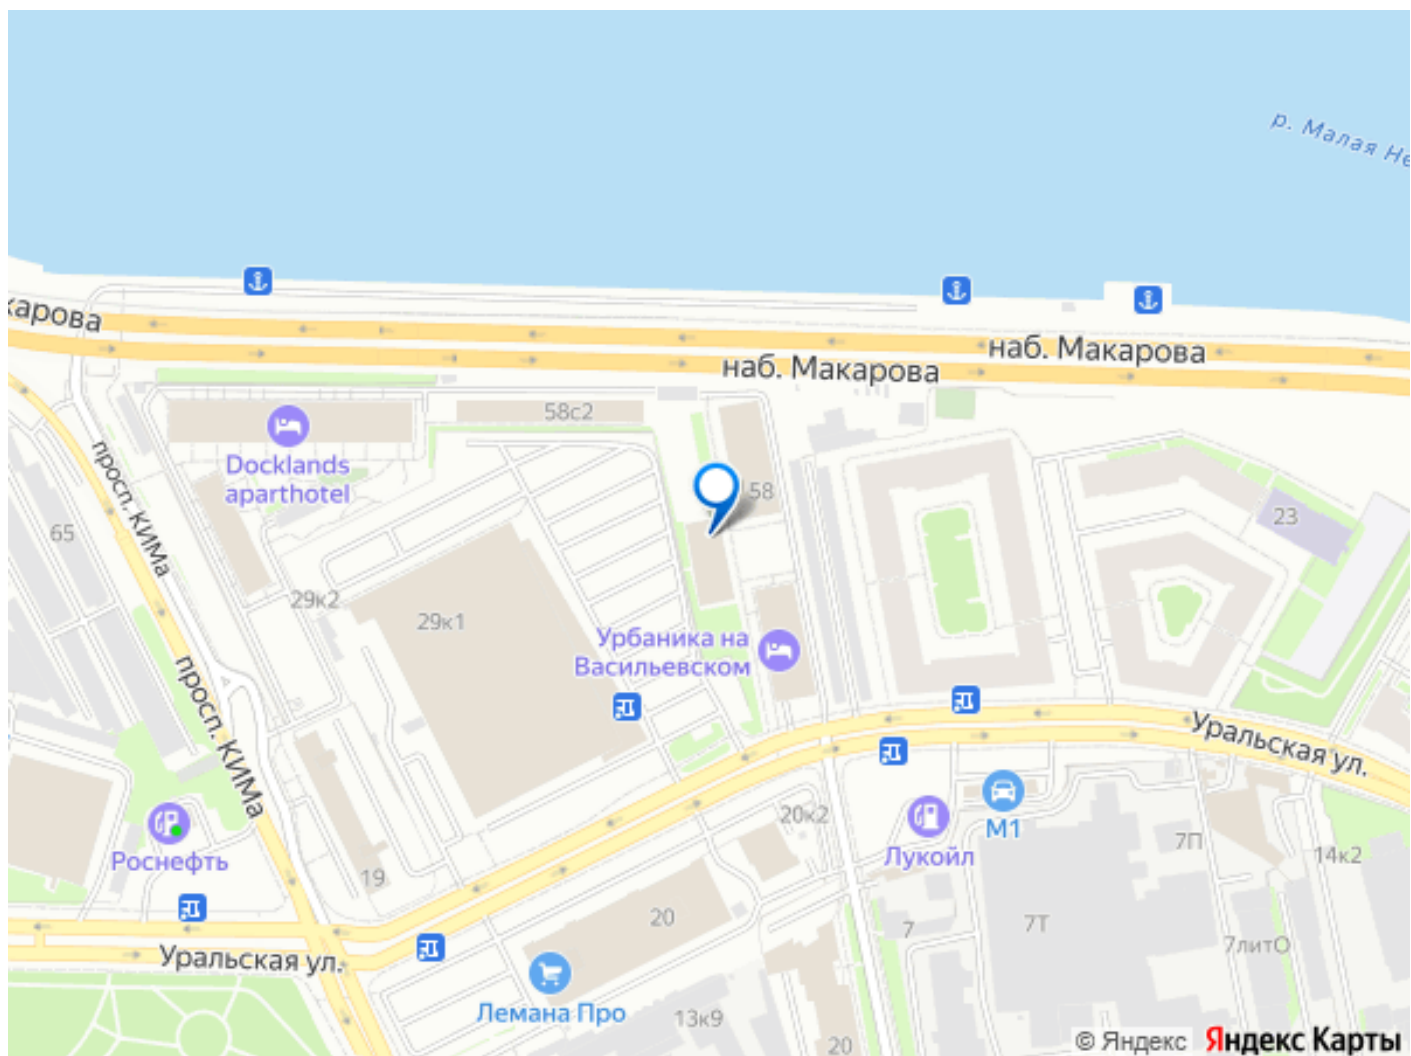 р. Малая Не
карова
наб. Макарова
наб. Макарова
58с2
Docklands
aparthotel
просп. КИМа
58
23
65
29к2
29к1
Урбаника на
Васильевском
просп. КИМа
Уральская ул.
20к2
М1
Роснефть
Лукойл
7П
14к2
19
20
7
7Т
7литО
Уральская ул.
Лемана Про
13к9
20
© Яндекс Яндекс Карты